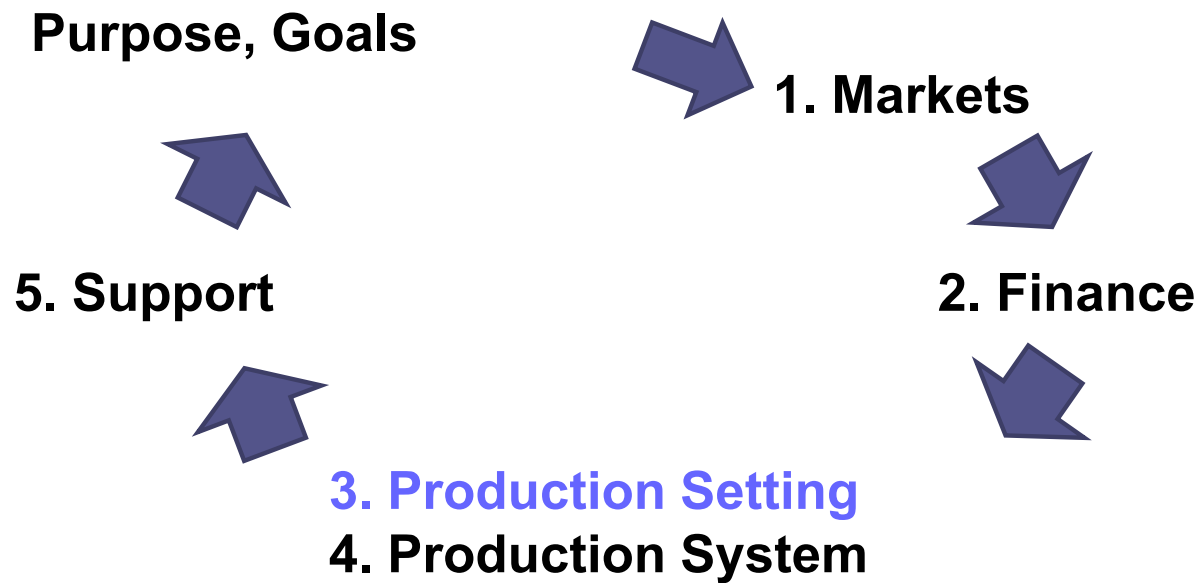 Purpose, Goals
1. Markets
5. Support
2. Finance
3. Production Setting
4. Production System